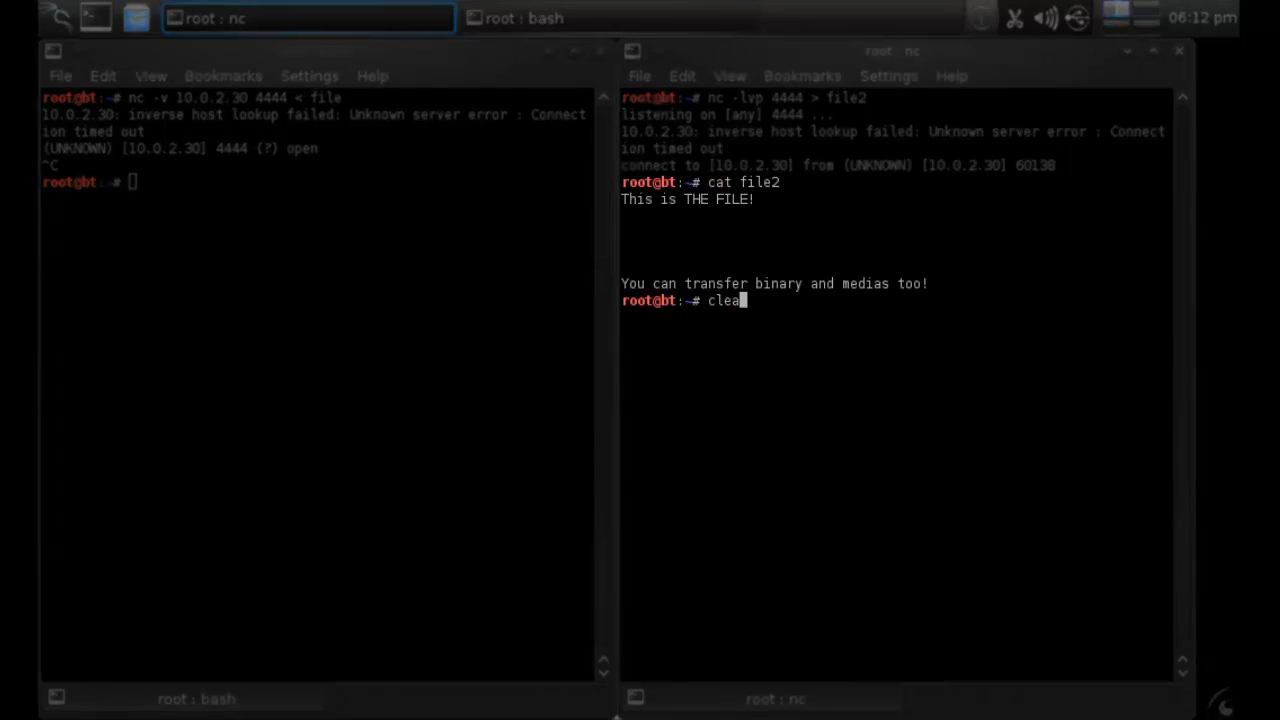 root : nc
root : bash
06:12 pm
File Edit View Bookmarks Settings Help
root@bt:~# nc -v 10.0.2.30 4444 < file
10.0.2.30: inverse host lookup failed: Unknown server error : Connect
ion timed out
(UNKNOWN) [10.0.2.30] 4444 (?) open
^C
root@bt:~#
root : bash
root : nc
File Edit View Bookmarks Settings Help
root@bt:~# nc -lvp 4444 > file2
listening on [any] 4444 ...
10.0.2.30: inverse host lookup failed: Unknown server error : Connect
ion timed out
connect to [10.0.2.30] from (UNKNOWN) [10.0.2.30] 60138
root@bt:~# cat file2
This is THE FILE!
You can transfer binary and medias too!
root@bt:~# clea
root : nc